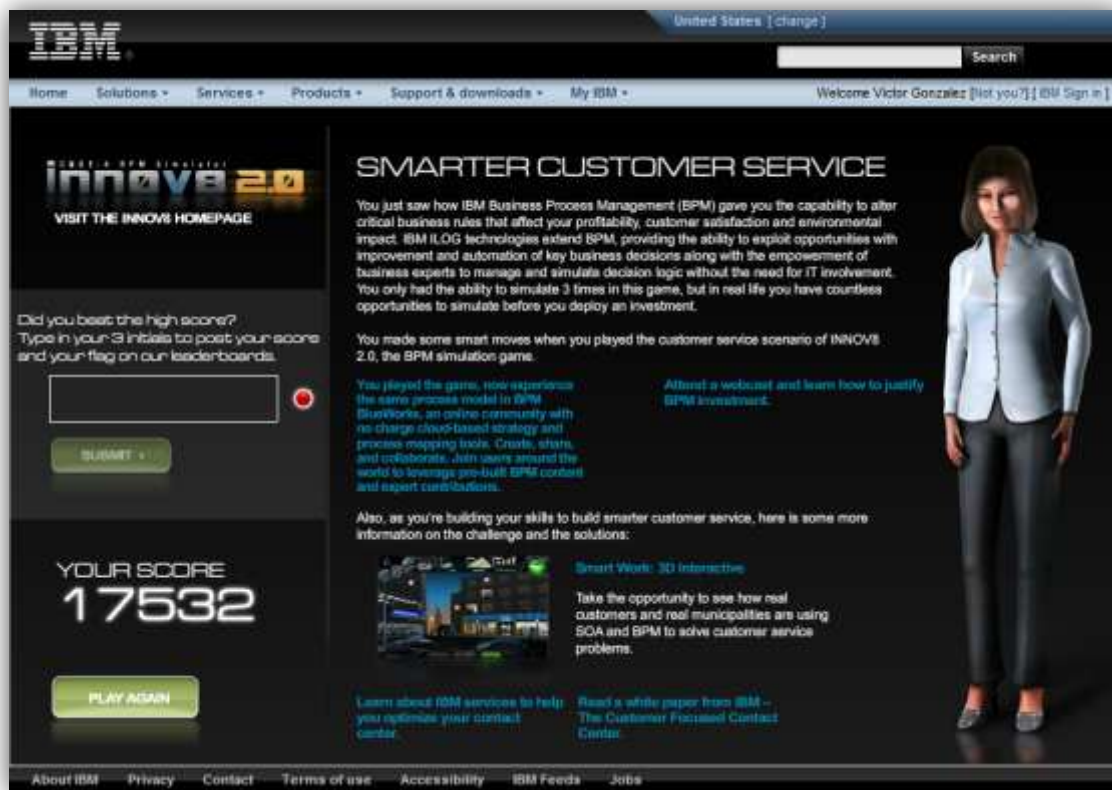 United States [ change ]
IBM
Search
Home Solutions Services Products Support & downloads My IBM Welcome Victor Gonzalez [Not you?] [ IBM Sign in ]
INNOV8: a BPM Simulator
innov8 2.0
VISIT THE INNOV8 HOMEPAGE
Did you beat the high score?
Type in your 3 initials to post your score
and your flag on our leaderboards.
SUBMIT
YOUR SCORE
17532
PLAY AGAIN
SMARTER CUSTOMER SERVICE
You just saw how IBM Business Process Management (BPM) gave you the capability to alter
critical business rules that affect your profitability, customer satisfaction and environmental
impact. IBM ILOG technologies extend BPM, providing the ability to exploit opportunities with
improvement and automation of key business decisions along with the empowerment of
business experts to manage and simulate decision logic without the need for IT involvement.
You only had the ability to simulate 3 times in this game, but in real life you have countless
opportunities to simulate before you deploy an investment.
You made some smart moves when you played the customer service scenario of INNOV8
2.0, the BPM simulation game.
You played the game, now experience
the same process model in BPM
BlueWorks, an online community with
no charge cloud-based strategy and
process mapping tools. Create, share,
and collaborate. Join users around the
world to leverage pre-built BPM content
and expert contributions.
Attend a webcast and learn how to justify
BPM investment.
Also, as you're building your skills to build smarter customer service, here is some more
information on the challenge and the solutions:
Smart Work: 3D Interactive
Take the opportunity to see how real
customers and real municipalities are using
SOA and BPM to solve customer service
problems.
Learn about IBM services to help
you optimize your contact
center.
Read a white paper from IBM –
The Customer Focused Contact
Center.
About IBM Privacy Contact Terms of use Accessibility IBM Feeds Jobs